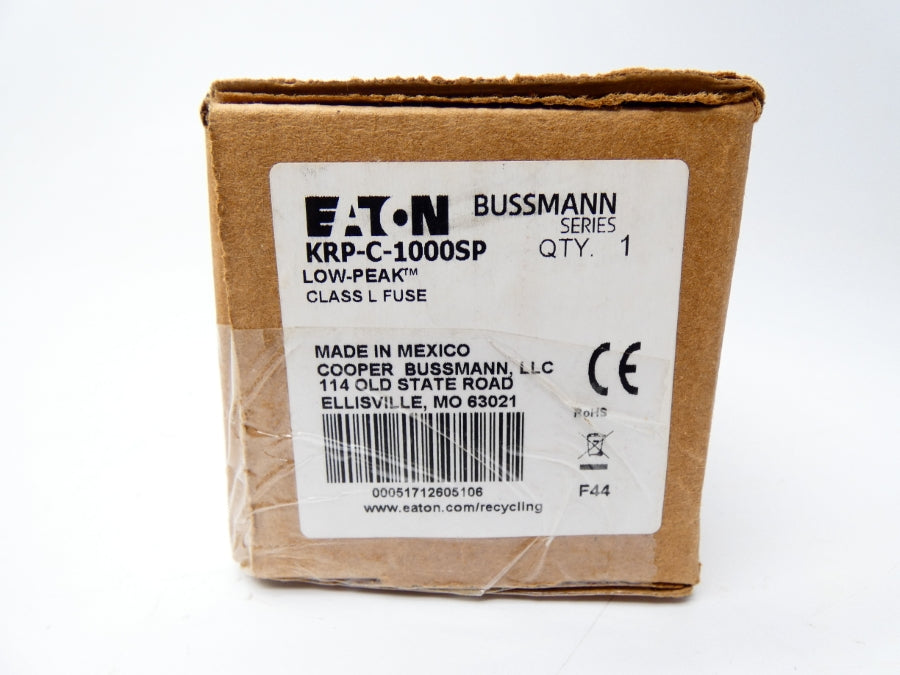 EATON BUSSMANN
SERIES
KRP-C-1000SP QTY. 1
LOW-PEAK™
CLASS L FUSE
MADE IN MEXICO
COOPER BUSSMANN, LLC
114 OLD STATE ROAD
ELLISVILLE, MO 63021
CE
RoHS
00051712605106
F44
www.eaton.com/recycling